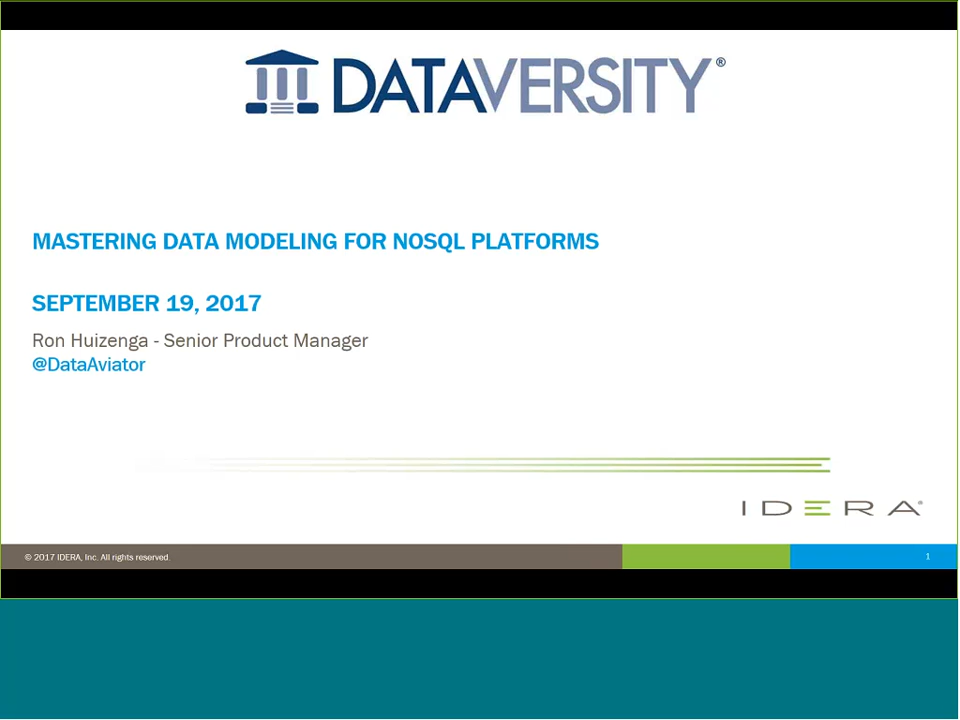 DATAVERSITY®
MASTERING DATA MODELING FOR NOSQL PLATFORMS
SEPTEMBER 19, 2017
Ron Huizenga - Senior Product Manager
@DataAviator
IDERA®
© 2017 IDERA, Inc. All rights reserved.
1